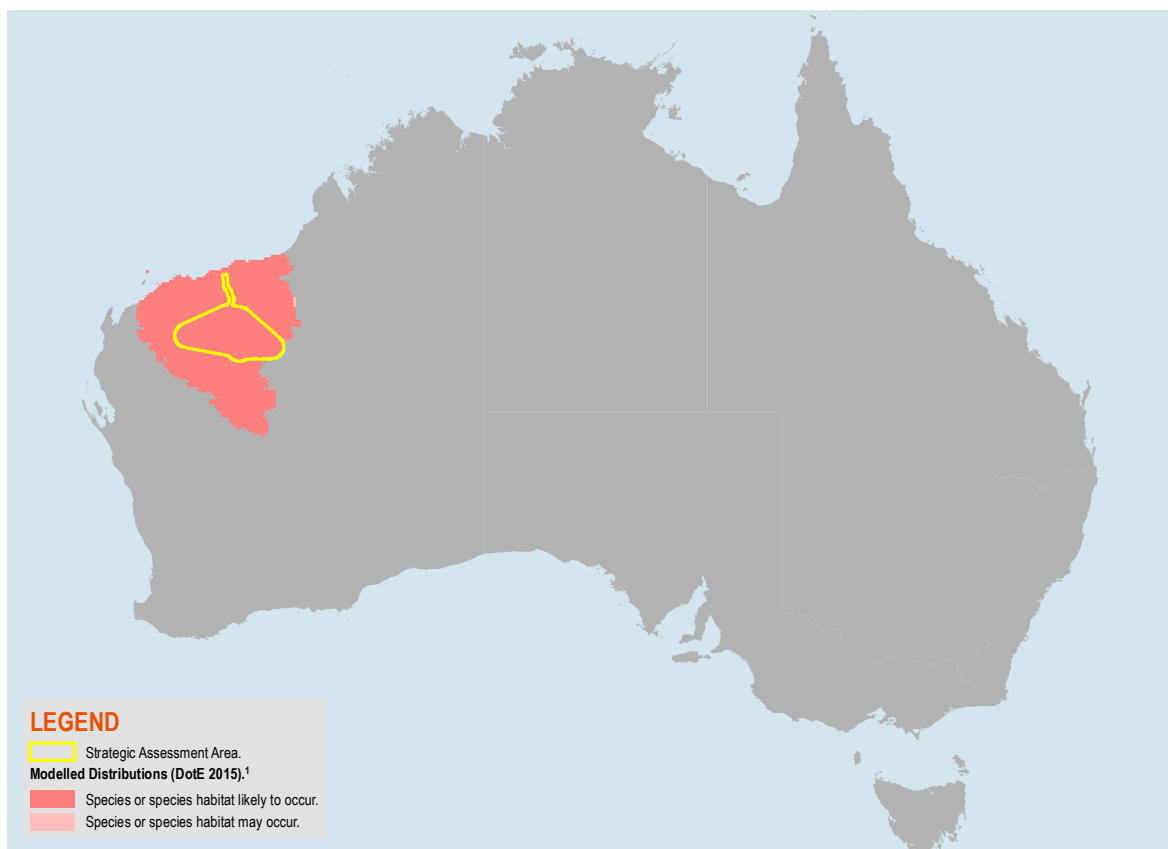 LEGEND
Strategic Assessment Area.
Modelled Distributions (DotE 2015).¹
Species or species habitat likely to occur.
Species or species habitat may occur.